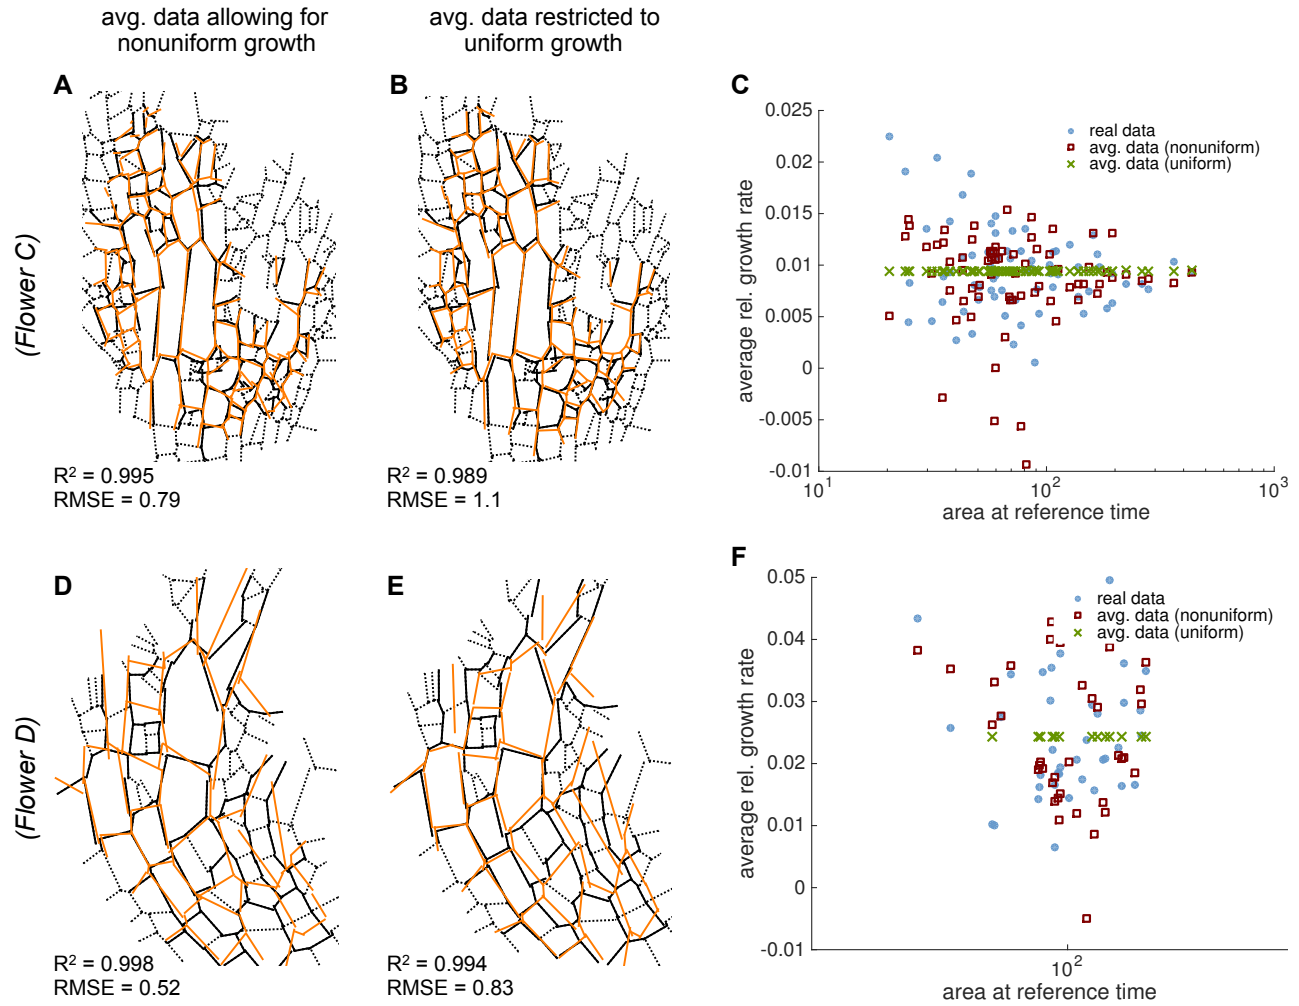 avg. data allowing for
nonuniform growth
avg. data restricted to
uniform growth
A
B
C
(Flower C)
R² = 0.995
RMSE = 0.79
R² = 0.989
RMSE = 1.1
average rel. growth rate
0.025
0.02
0.015
0.01
0.005
0
-0.005
-0.01
real data
avg. data (nonuniform)
avg. data (uniform)
10¹
10²
10³
area at reference time
D
E
F
(Flower D)
R² = 0.998
RMSE = 0.52
R² = 0.994
RMSE = 0.83
average rel. growth rate
0.05
0.04
0.03
0.02
0.01
0
-0.01
real data
avg. data (nonuniform)
avg. data (uniform)
10²
area at reference time